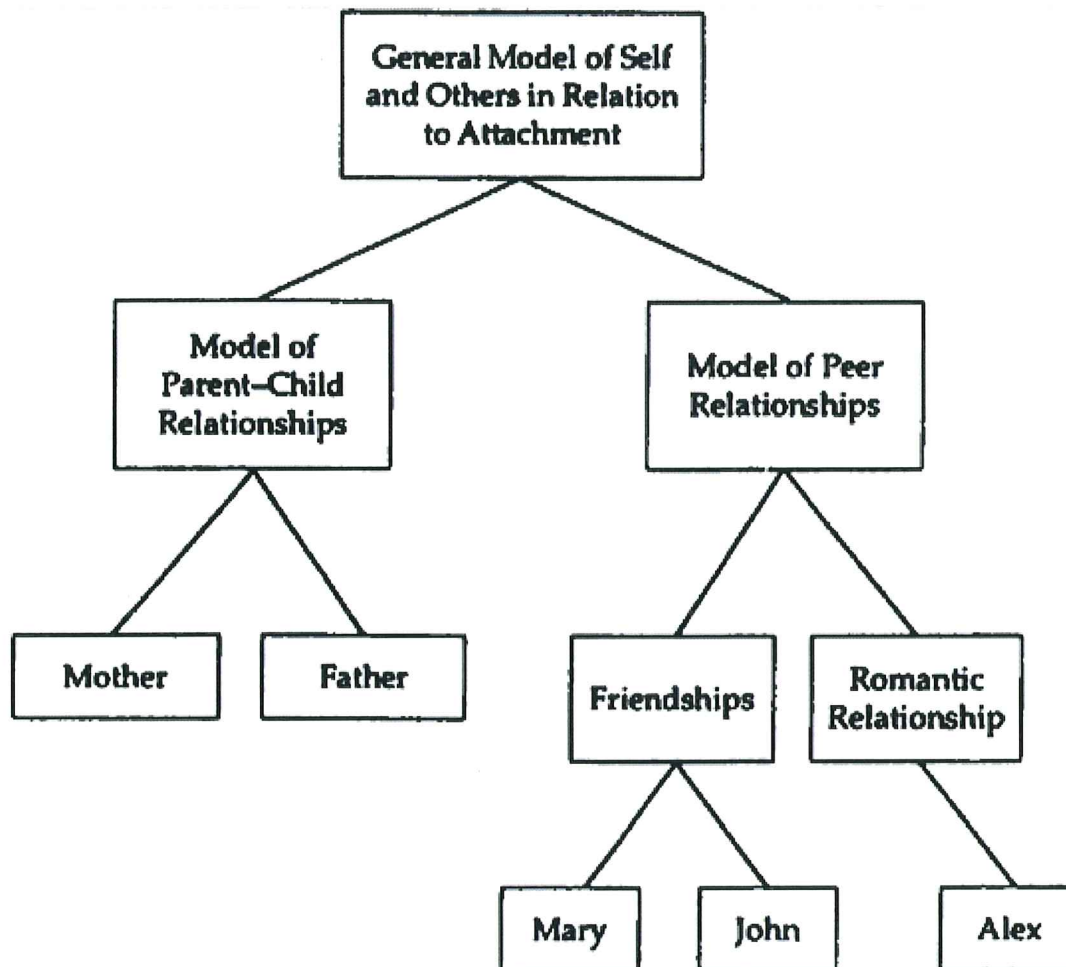 General Model of Self
and Others in Relation
to Attachment
Model of
Parent–Child
Relationships
Model of Peer
Relationships
Mother
Father
Friendships
Romantic
Relationship
Mary
John
Alex